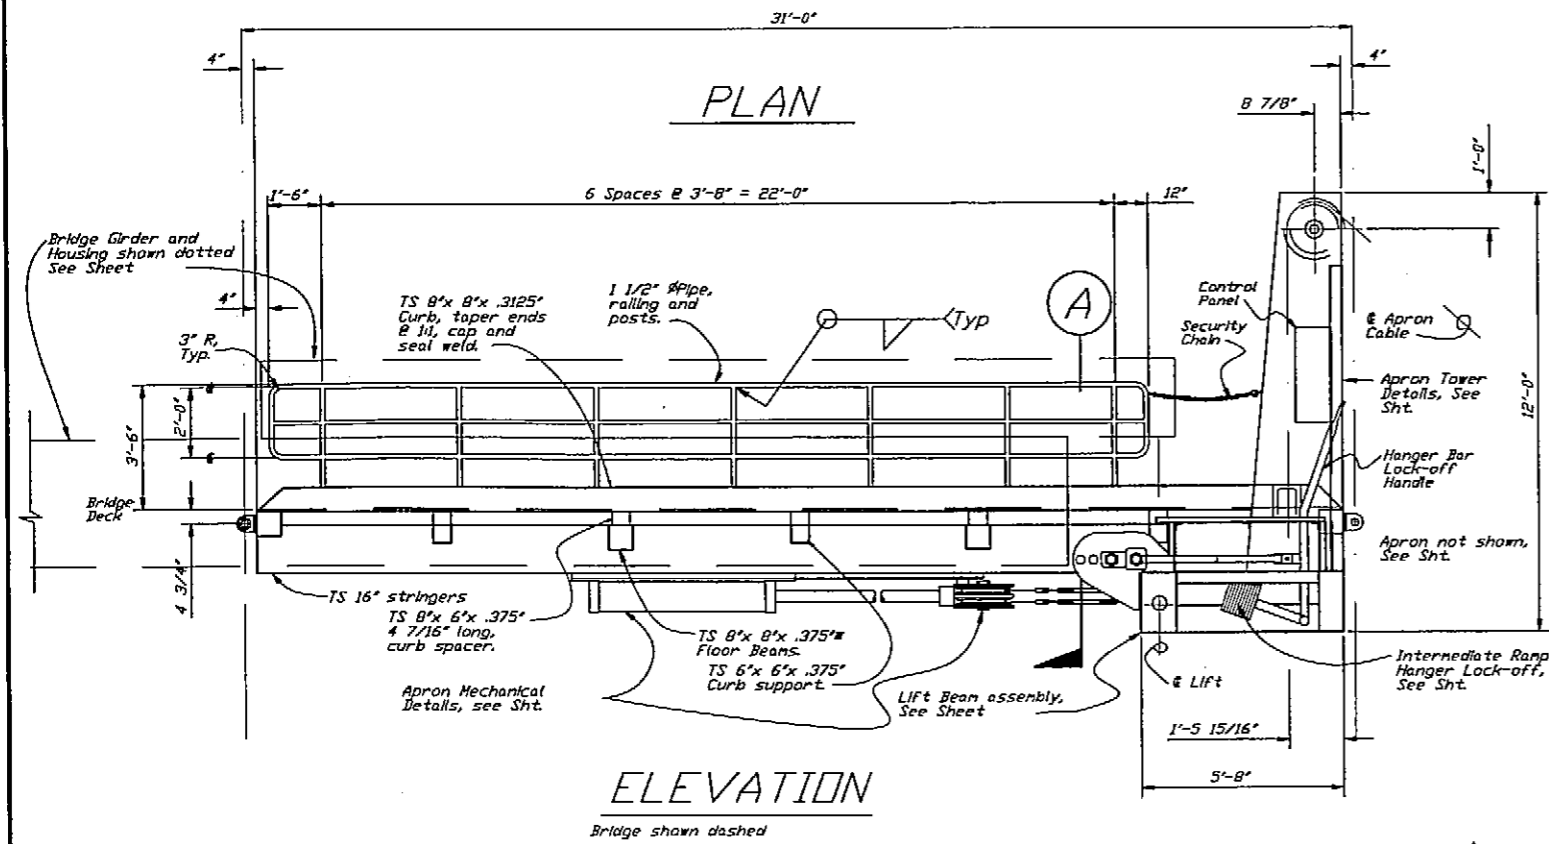 31'-0"
4"
4"
PLAN
8 7/8"
1'-0"
1'-6"
6 Spaces @ 3'-8" = 22'-0"
12"
Bridge Girder and
Housing shown dotted
See Sheet
4"
TS 8"x 8"x .3125"
Curb, taper ends
@ 1:1, cap and
seal weld.
1 1/2" ØPipe,
railing and
posts.
A
Typ
Control
Panel
Security
Chain
℄ Apron
Cable
3" R,
Typ.
3'-6"
2'-0"
Apron Tower
Details, See
Sht.
12'-0"
Hanger Bar
Lock-off
Handle
Bridge
Deck
Apron not shown,
See Sht.
4 3/4"
TS 16" stringers
TS 8"x 6"x .375"
4 7/16" long,
curb spacer.
TS 8"x 8"x .375"
Floor Beams.
TS 6"x 6"x .375"
Curb support.
Apron Mechanical
Details, see Sht.
Lift Beam assembly,
See Sheet
℄ Lift
Intermediate Ramp
Hanger Lock-off,
See Sht.
1'-5 15/16"
5'-8"
ELEVATION
Bridge shown dashed